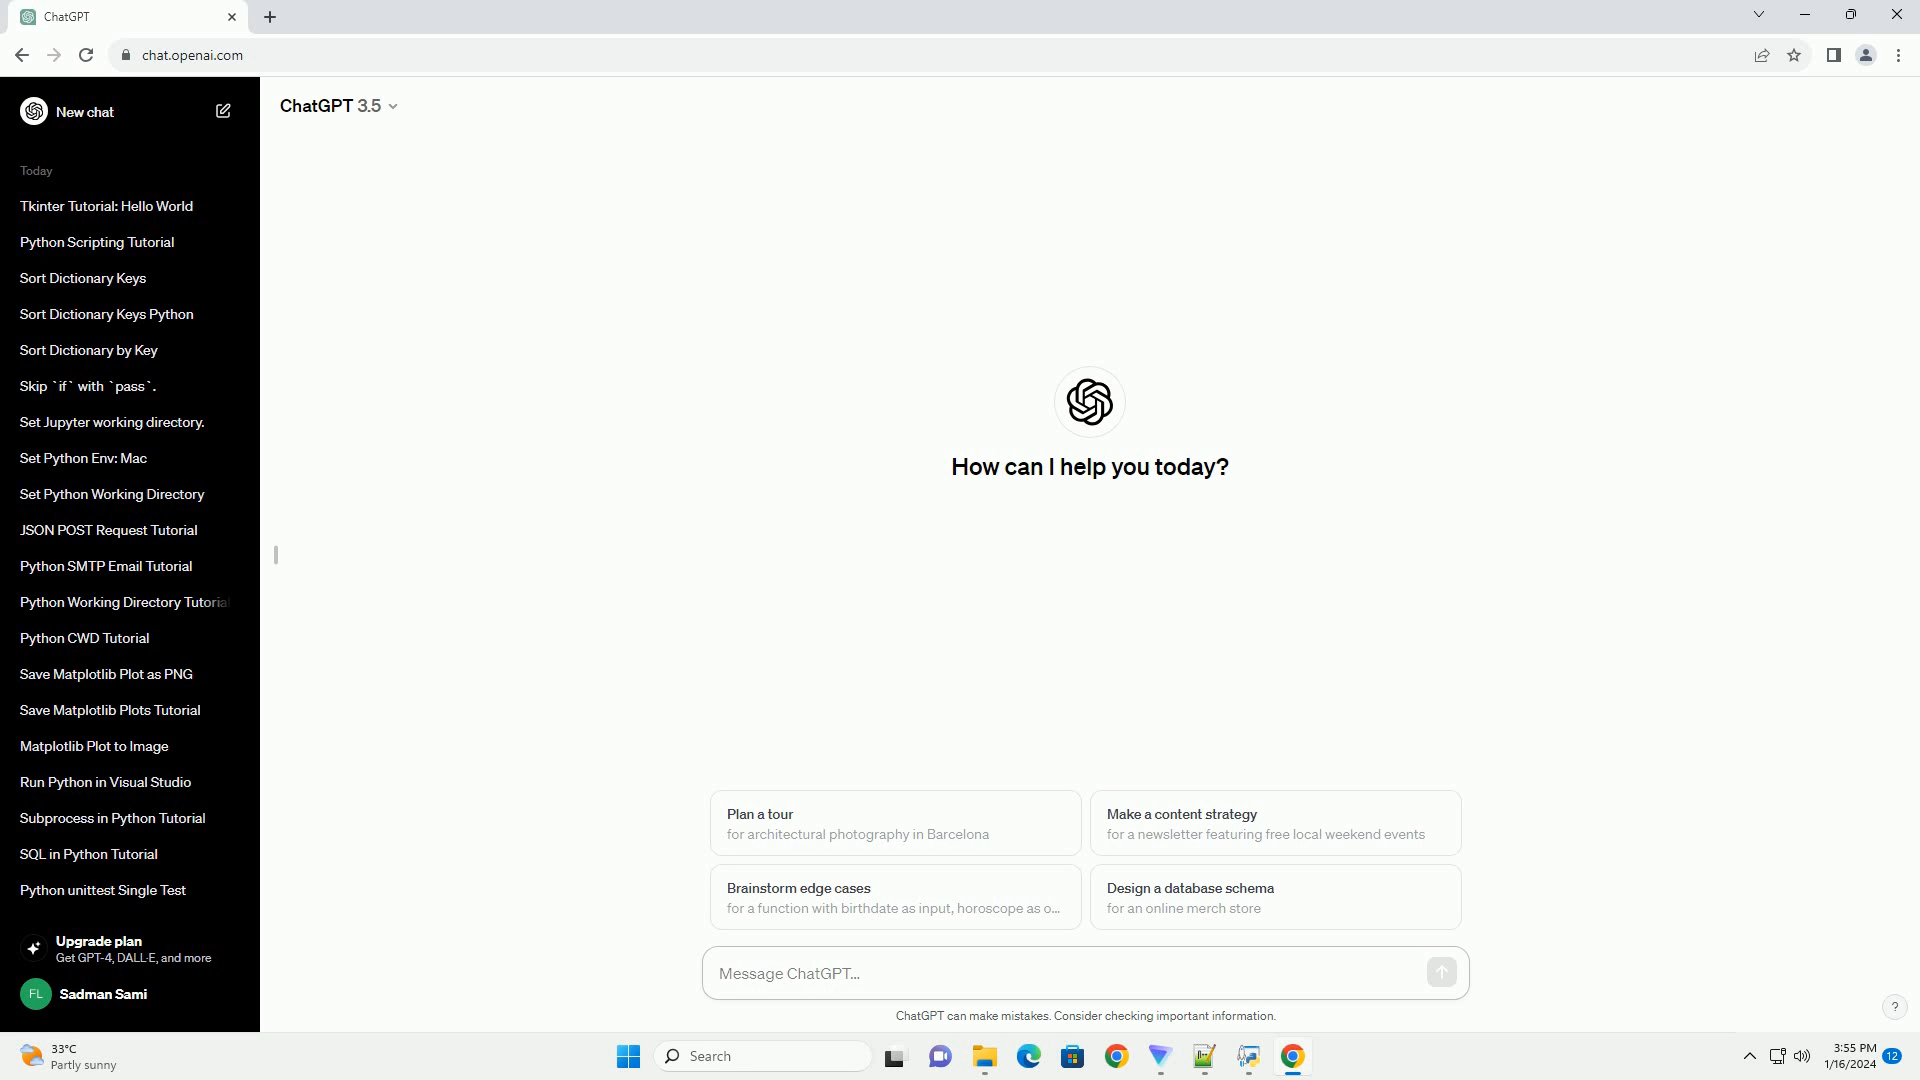 ChatGPT
chat.openai.com
New chat
ChatGPT 3.5
Today
Tkinter Tutorial: Hello World
Python Scripting Tutorial
Sort Dictionary Keys
Sort Dictionary Keys Python
Sort Dictionary by Key
Skip `if` with `pass`.
Set Jupyter working directory.
Set Python Env: Mac
Set Python Working Directory
JSON POST Request Tutorial
Python SMTP Email Tutorial
Python Working Directory Tutorial
Python CWD Tutorial
Save Matplotlib Plot as PNG
Save Matplotlib Plots Tutorial
Matplotlib Plot to Image
Run Python in Visual Studio
Subprocess in Python Tutorial
SQL in Python Tutorial
Python unittest Single Test
Upgrade plan
Get GPT-4, DALL·E, and more
FL Sadman Sami
How can I help you today?
Plan a tour
for architectural photography in Barcelona
Make a content strategy
for a newsletter featuring free local weekend events
Brainstorm edge cases
for a function with birthdate as input, horoscope as o...
Design a database schema
for an online merch store
Message ChatGPT...
ChatGPT can make mistakes. Consider checking important information.
?
33°C
Partly sunny
Search
3:55 PM
1/16/2024
12